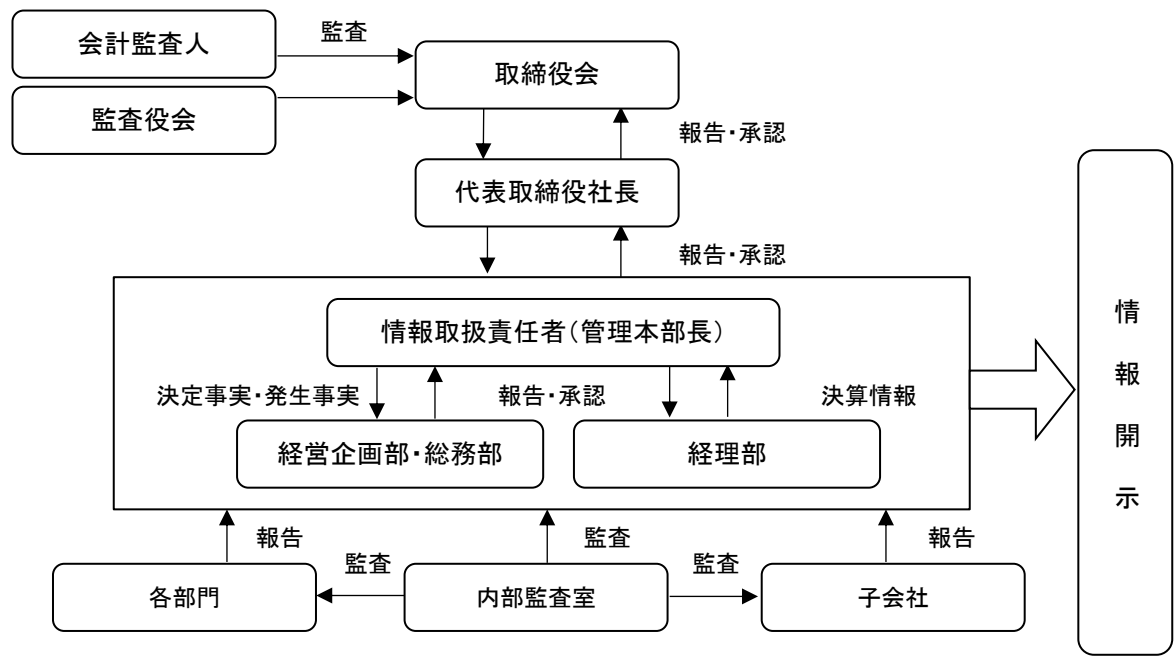 会計監査人
監査
取締役会
監査役会
報告・承認
代表取締役社長
報告・承認
情報取扱責任者(管理本部長)
決定事実・発生事実
報告・承認
決算情報
経営企画部・総務部
経理部
報告
監査
報告
各部門
監査
内部監査室
監査
子会社
情報開示